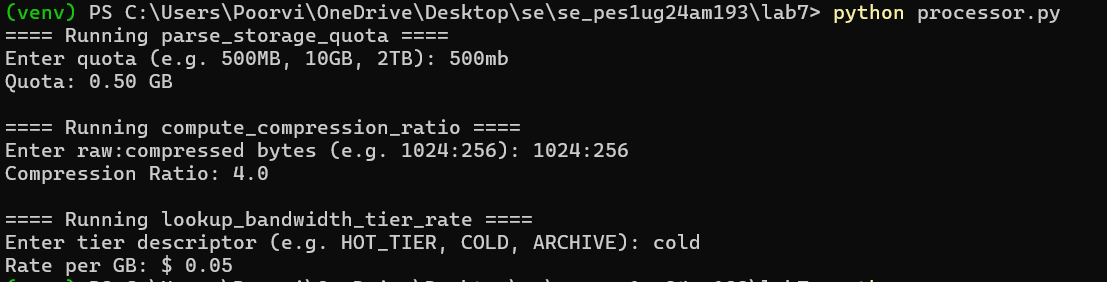 (venv) PS C:\Users\Poorvi\OneDrive\Desktop\se\se_pes1ug24am193\lab7> python processor.py
==== Running parse_storage_quota ====
Enter quota (e.g. 500MB, 10GB, 2TB): 500mb
Quota: 0.50 GB
==== Running compute_compression_ratio ====
Enter raw:compressed bytes (e.g. 1024:256): 1024:256
Compression Ratio: 4.0
==== Running lookup_bandwidth_tier_rate ====
Enter tier descriptor (e.g. HOT_TIER, COLD, ARCHIVE): cold
Rate per GB: $ 0.05